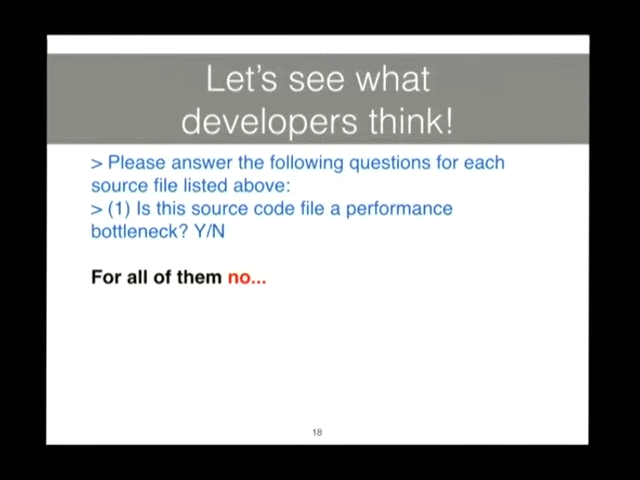 Let's see what
developers think!
> Please answer the following questions for each
source file listed above:
> (1) Is this source code file a performance
bottleneck? Y/N
For all of them no...
18